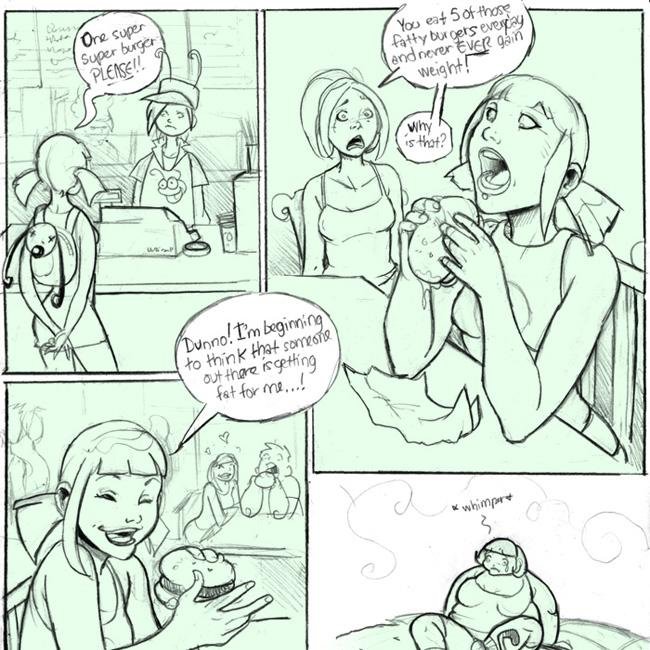 One super
super burger
PLEASE!!
You eat 5 of those
fatty burgers everyday
and never EVER gain
weight!
Why
is that?
Dunno! I'm beginning
to think that someone
out there is getting
fat for me...!
*whimper*